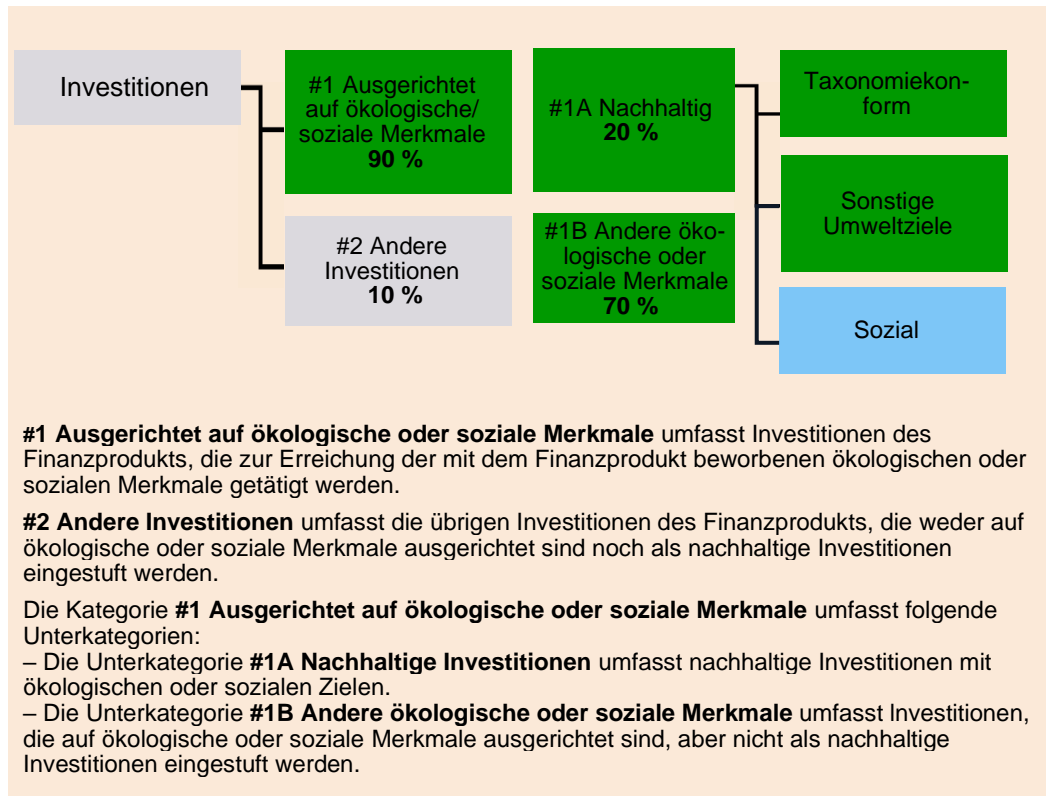 Investitionen
#1 Ausgerichtet
auf ökologische/
soziale Merkmale
90 %
#2 Andere
Investitionen
10 %
#1A Nachhaltig
20 %
#1B Andere öko-
logische oder
soziale Merkmale
70 %
Taxonomiekon-
form
Sonstige
Umweltziele
Sozial
#1 Ausgerichtet auf ökologische oder soziale Merkmale umfasst Investitionen des
Finanzprodukts, die zur Erreichung der mit dem Finanzprodukt beworbenen ökologischen oder
sozialen Merkmale getätigt werden.
#2 Andere Investitionen umfasst die übrigen Investitionen des Finanzprodukts, die weder auf
ökologische oder soziale Merkmale ausgerichtet sind noch als nachhaltige Investitionen
eingestuft werden.
Die Kategorie #1 Ausgerichtet auf ökologische oder soziale Merkmale umfasst folgende
Unterkategorien:
– Die Unterkategorie #1A Nachhaltige Investitionen umfasst nachhaltige Investitionen mit
ökologischen oder sozialen Zielen.
– Die Unterkategorie #1B Andere ökologische oder soziale Merkmale umfasst Investitionen,
die auf ökologische oder soziale Merkmale ausgerichtet sind, aber nicht als nachhaltige
Investitionen eingestuft werden.